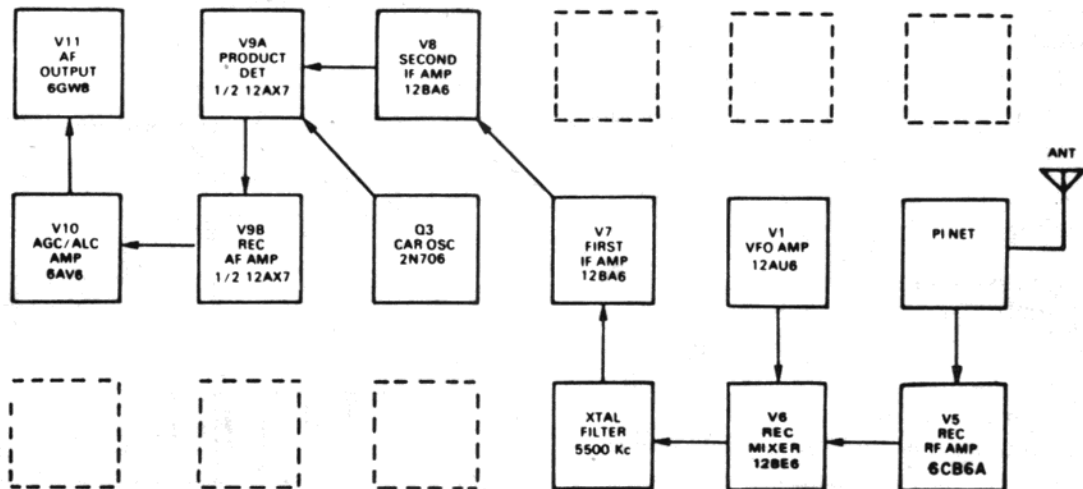 V11
AF
OUTPUT
6GW8
V9A
PRODUCT
DET
1/2 12AX7
V8
SECOND
IF AMP
12BA6
ANT
V10
AGC/ALC
AMP
6AV6
V9B
REC
AF AMP
1/2 12AX7
Q3
CAR OSC
2N706
V7
FIRST
IF AMP
12BA6
V1
VFO AMP
12AU6
PI NET
XTAL
FILTER
5500 Kc
V6
REC
MIXER
12BE6
V5
REC
RF AMP
6CB6A